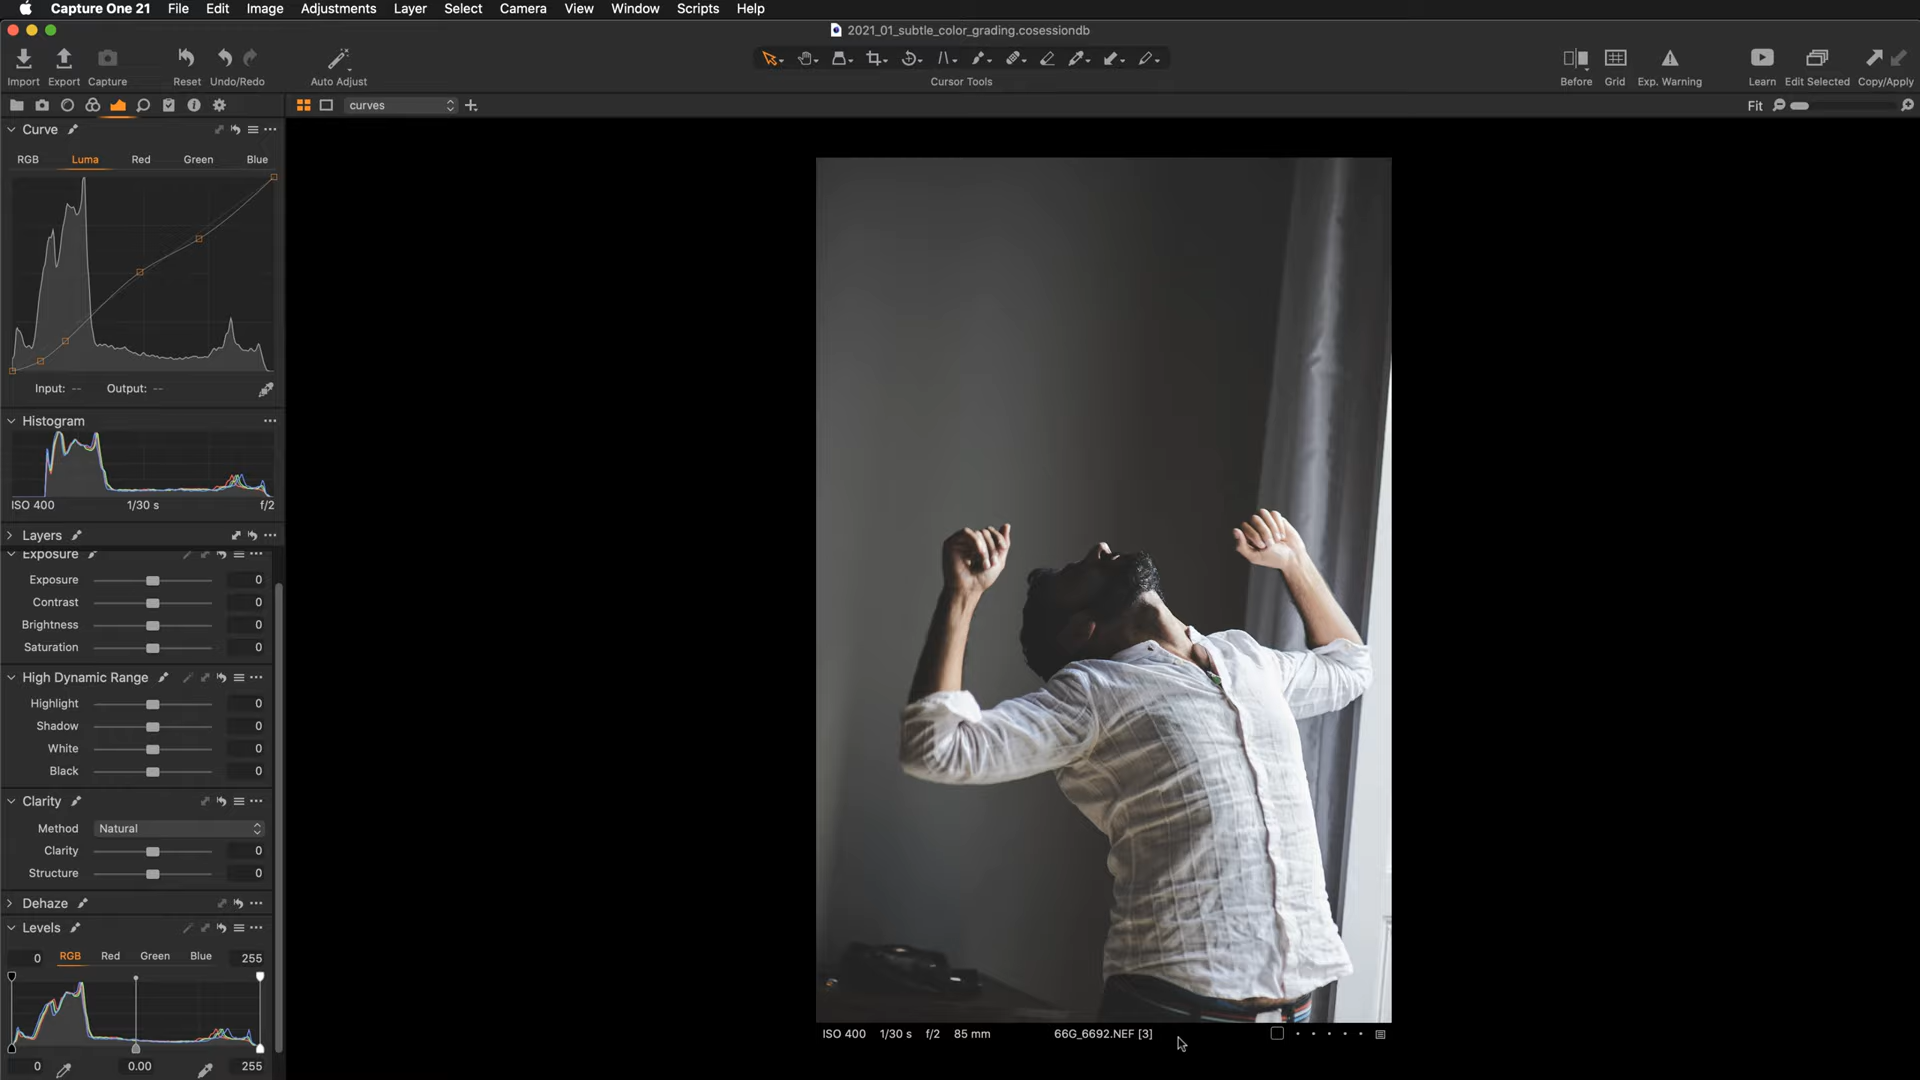 Capture One 21 File Edit Image Adjustments Layer Select Camera View Window Scripts Help
2021_01_subtle_color_grading.cosessiondb
Import Export Capture Reset Undo/Redo Auto Adjust Cursor Tools Before Grid Exp. Warning Learn Edit Selected Copy/Apply
curves Fit
Curve
RGB Luma Red Green Blue
Input: -- Output: --
Histogram
ISO 400 1/30 s f/2
Layers
Exposure
Exposure 0
Contrast 0
Brightness 0
Saturation 0
High Dynamic Range
Highlight 0
Shadow 0
White 0
Black 0
Clarity
Method Natural
Clarity 0
Structure 0
Dehaze
Levels
0 RGB Red Green Blue 255
0 0.00 255
ISO 400 1/30 s f/2 85 mm 66G_6692.NEF [3]